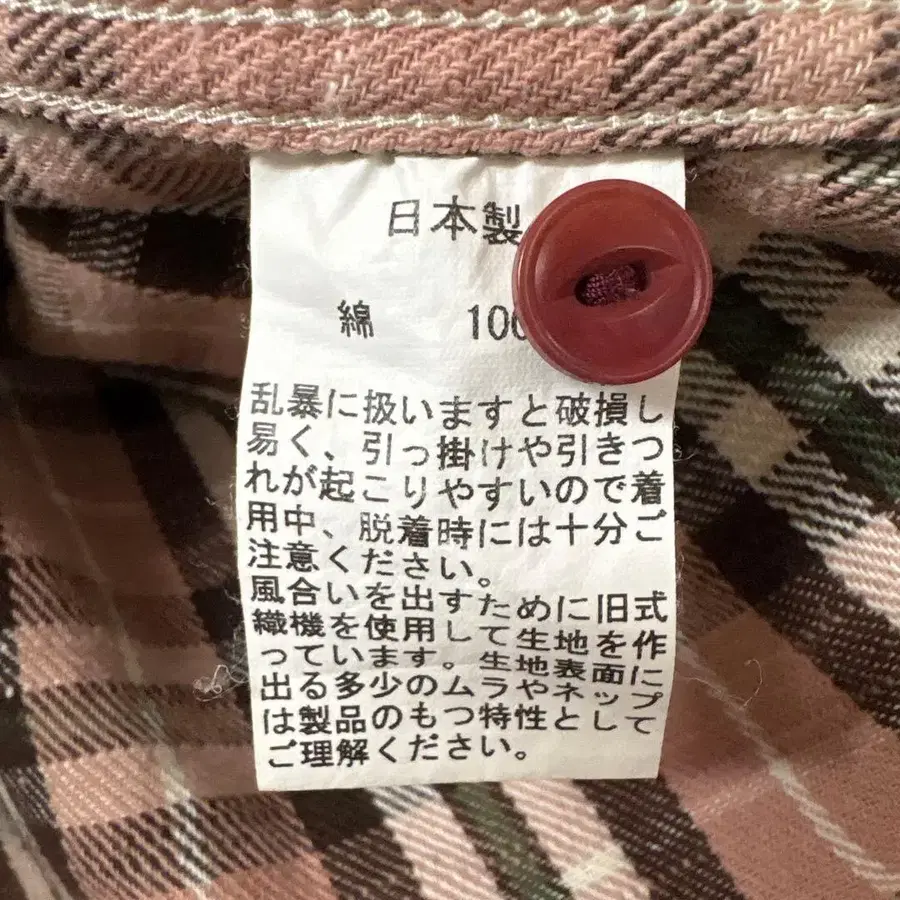 日本製
綿 100
乱暴に扱いますと破損し
易く、引っ掛けや引きつ
れが起こりやすいので着
用中、脱着時には十分ご
注意ください。
風合いを出すために旧式
織機を使用して生地を作
っています。生地表面に
出る多少のムラやネップ
は製品のもつ特性として
ご理解ください。